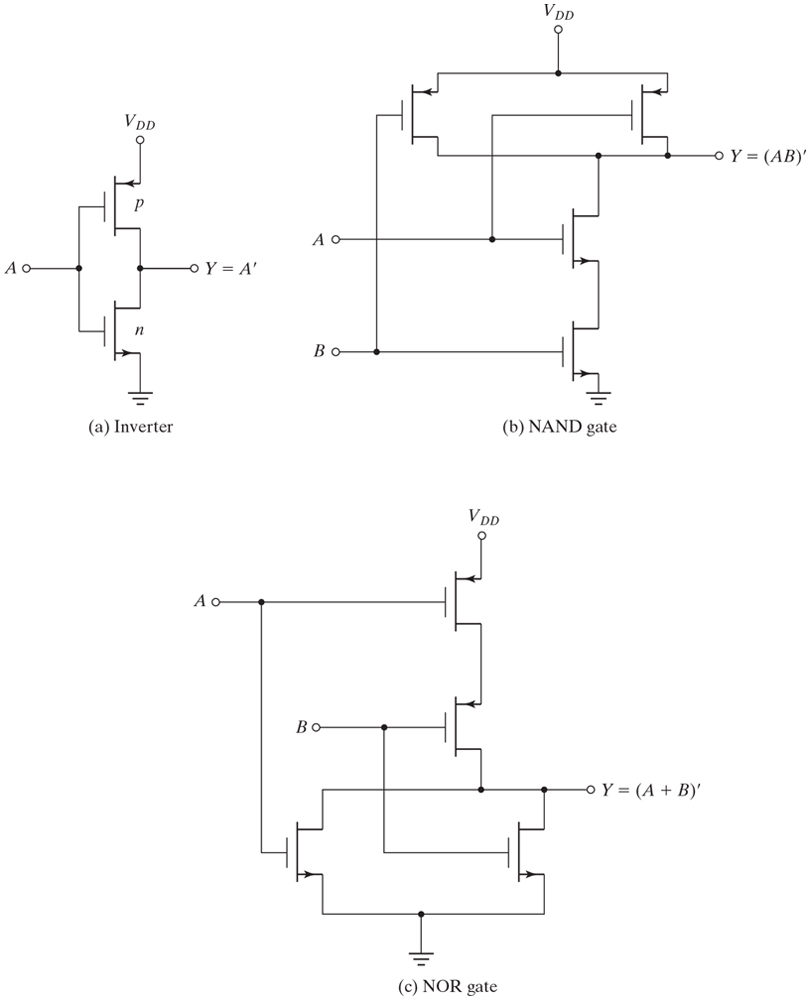 V_DD
V_DD
p
A
Y = A′
n
(a) Inverter
Y = (AB)′
A
B
(b) NAND gate
V_DD
A
B
Y = (A + B)′
(c) NOR gate